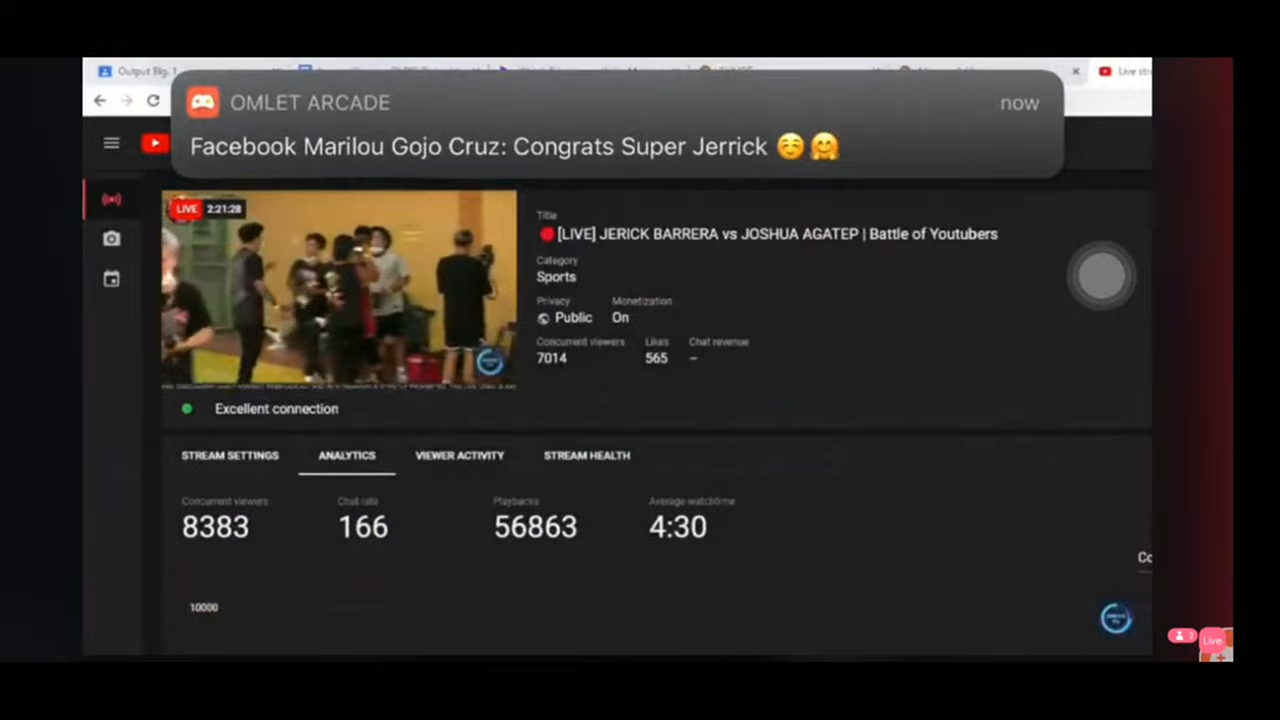 Output Blg. 1
Live str
OMLET ARCADE
now
Facebook Marilou Gojo Cruz: Congrats Super Jerrick ☺️🤗
LIVE 2:21:28
Title
[LIVE] JERICK BARRERA vs JOSHUA AGATEP | Battle of Youtubers
Category
Sports
Privacy Monetization
Public On
Concurrent viewers Likes Chat revenue
7014 565 –
Excellent connection
STREAM SETTINGS ANALYTICS VIEWER ACTIVITY STREAM HEALTH
Concurrent viewers Chat rate Playbacks Average watchtime
8383 166 56863 4:30
Co
10000
2 Live